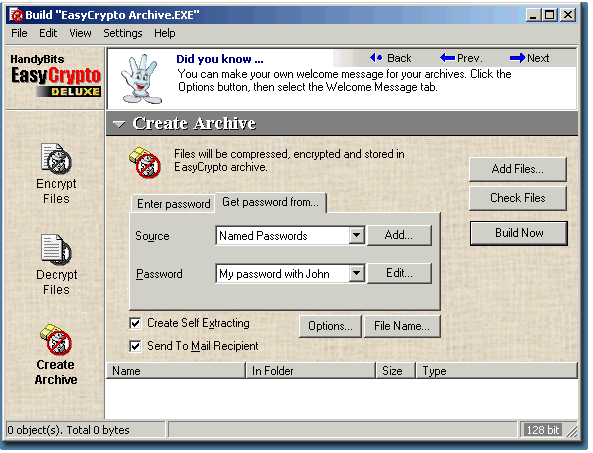 Build "EasyCrypto Archive.EXE"
File Edit View Settings Help
HandyBits
EasyCrypto
DELUXE
Did you know ...
Back Prev. Next
You can make your own welcome message for your archives. Click the
Options button, then select the Welcome Message tab.
Create Archive
Encrypt
Files
Decrypt
Files
Create
Archive
Files will be compressed, encrypted and stored in
EasyCrypto archive.
Add Files...
Check Files
Build Now
Enter password Get password from...
Source Named Passwords Add...
Password My password with John Edit...
Create Self Extracting Options... File Name...
Send To Mail Recipient
Name In Folder Size Type
0 object(s). Total 0 bytes 128 bit